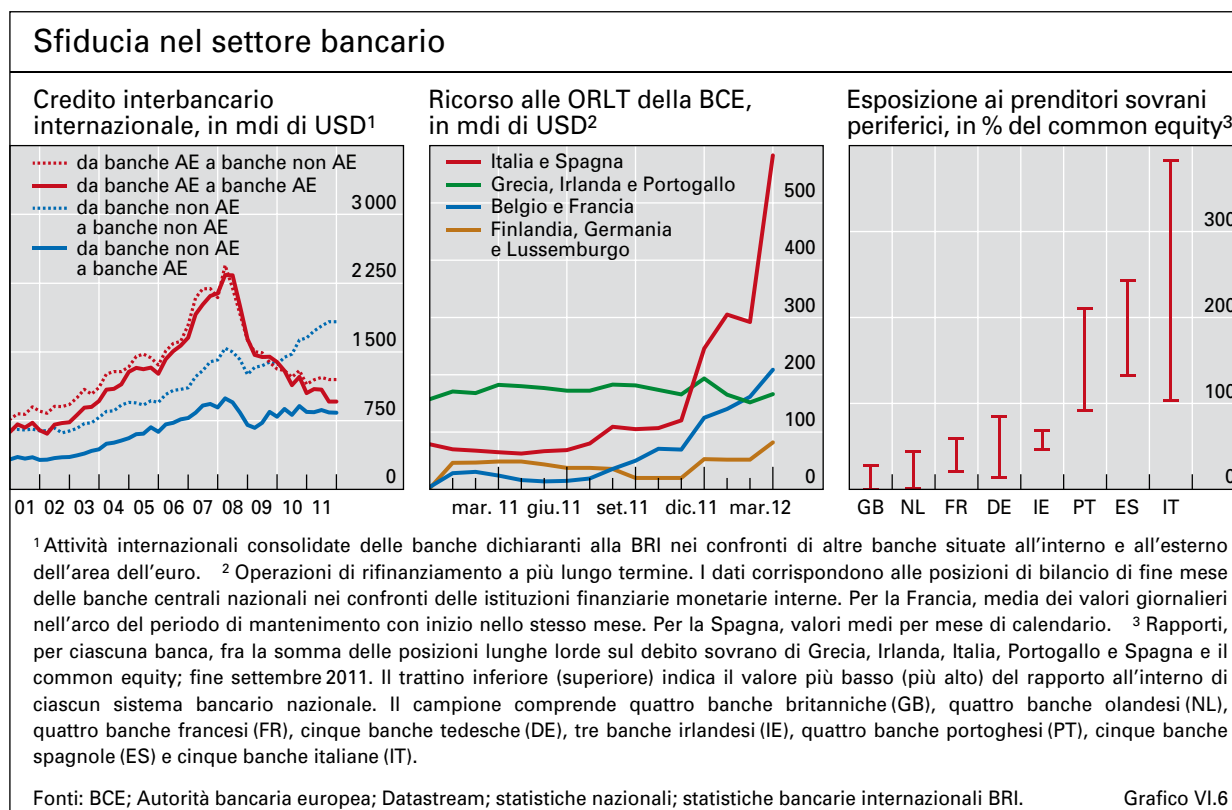 Sfiducia nel settore bancario
Credito interbancario
internazionale, in mdi di USD¹
da banche AE a banche non AE
da banche AE a banche AE
da banche non AE
a banche non AE
da banche non AE
a banche AE
3 000
2 250
1500
750
0
01 02 03 04 05 06 07 08 09 10 11
Ricorso alle ORLT della BCE,
in mdi di USD²
Italia e Spagna
Grecia, Irlanda e Portogallo
Belgio e Francia
Finlandia, Germania
e Lussemburgo
500
400
300
200
100
0
mar. 11 giu.11 set.11 dic.11 mar.12
Esposizione ai prenditori sovrani
periferici, in % del common equity³
300
200
100
0
GB NL FR DE IE PT ES IT
¹ Attività internazionali consolidate delle banche dichiaranti alla BRI nei confronti di altre banche situate all'interno e all'esterno
dell'area dell'euro. ² Operazioni di rifinanziamento a più lungo termine. I dati corrispondono alle posizioni di bilancio di fine mese
delle banche centrali nazionali nei confronti delle istituzioni finanziarie monetarie interne. Per la Francia, media dei valori giornalieri
nell'arco del periodo di mantenimento con inizio nello stesso mese. Per la Spagna, valori medi per mese di calendario. ³ Rapporti,
per ciascuna banca, fra la somma delle posizioni lunghe lorde sul debito sovrano di Grecia, Irlanda, Italia, Portogallo e Spagna e il
common equity; fine settembre 2011. Il trattino inferiore (superiore) indica il valore più basso (più alto) del rapporto all'interno di
ciascun sistema bancario nazionale. Il campione comprende quattro banche britanniche (GB), quattro banche olandesi (NL),
quattro banche francesi (FR), cinque banche tedesche (DE), tre banche irlandesi (IE), quattro banche portoghesi (PT), cinque banche
spagnole (ES) e cinque banche italiane (IT).
Fonti: BCE; Autorità bancaria europea; Datastream; statistiche nazionali; statistiche bancarie internazionali BRI. Grafico VI.6